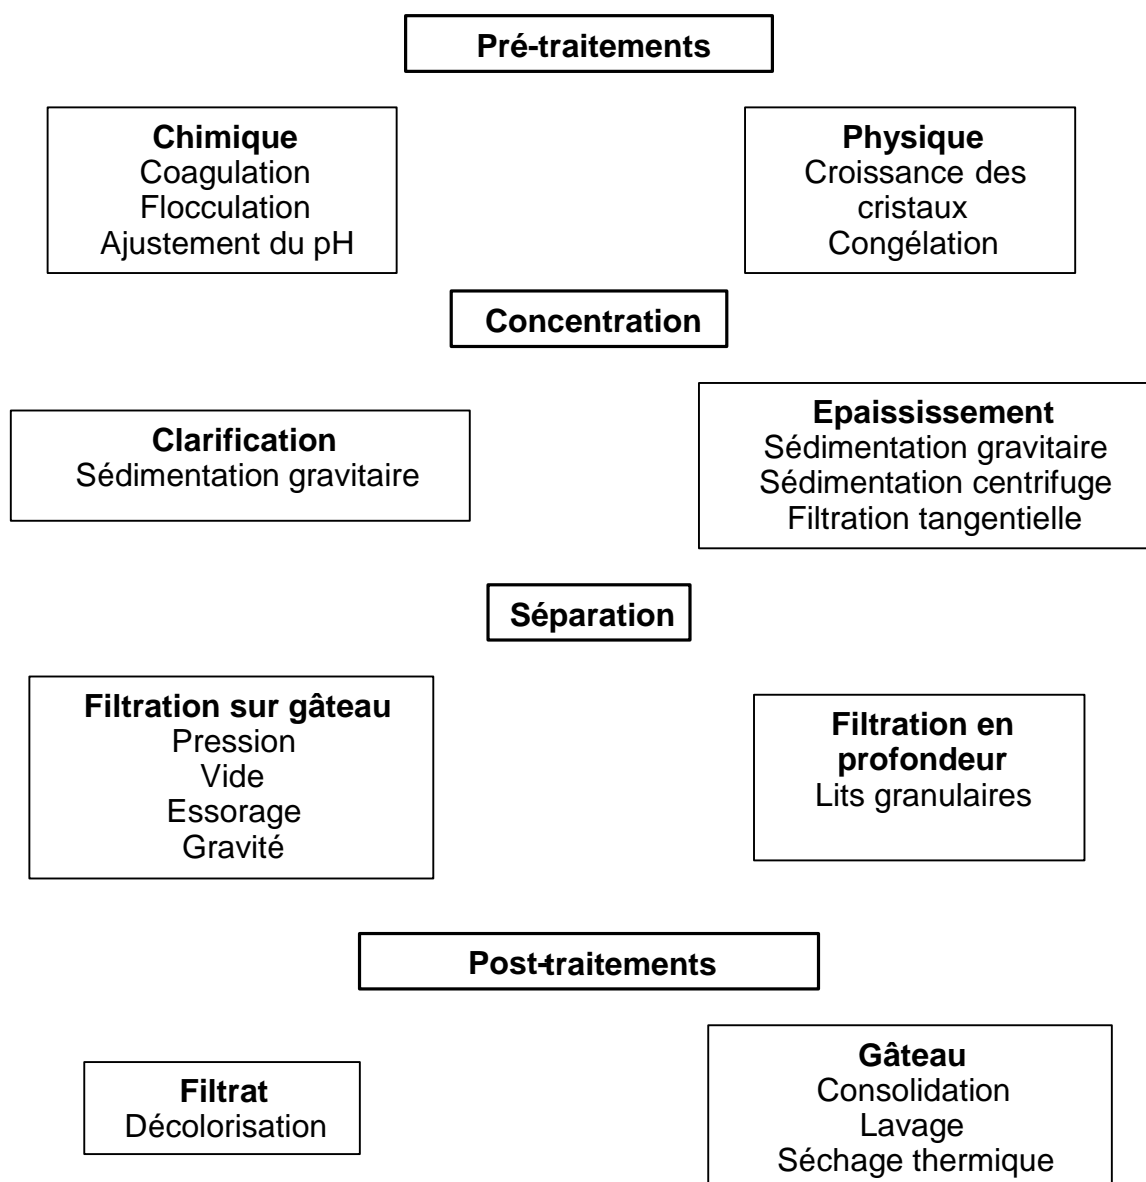 Pré-traitements
Chimique
Coagulation
Flocculation
Ajustement du pH
Physique
Croissance des
cristaux
Congélation
Concentration
Clarification
Sédimentation gravitaire
Epaississement
Sédimentation gravitaire
Sédimentation centrifuge
Filtration tangentielle
Séparation
Filtration sur gâteau
Pression
Vide
Essorage
Gravité
Filtration en
profondeur
Lits granulaires
Post-traitements
Filtrat
Décolorisation
Gâteau
Consolidation
Lavage
Séchage thermique